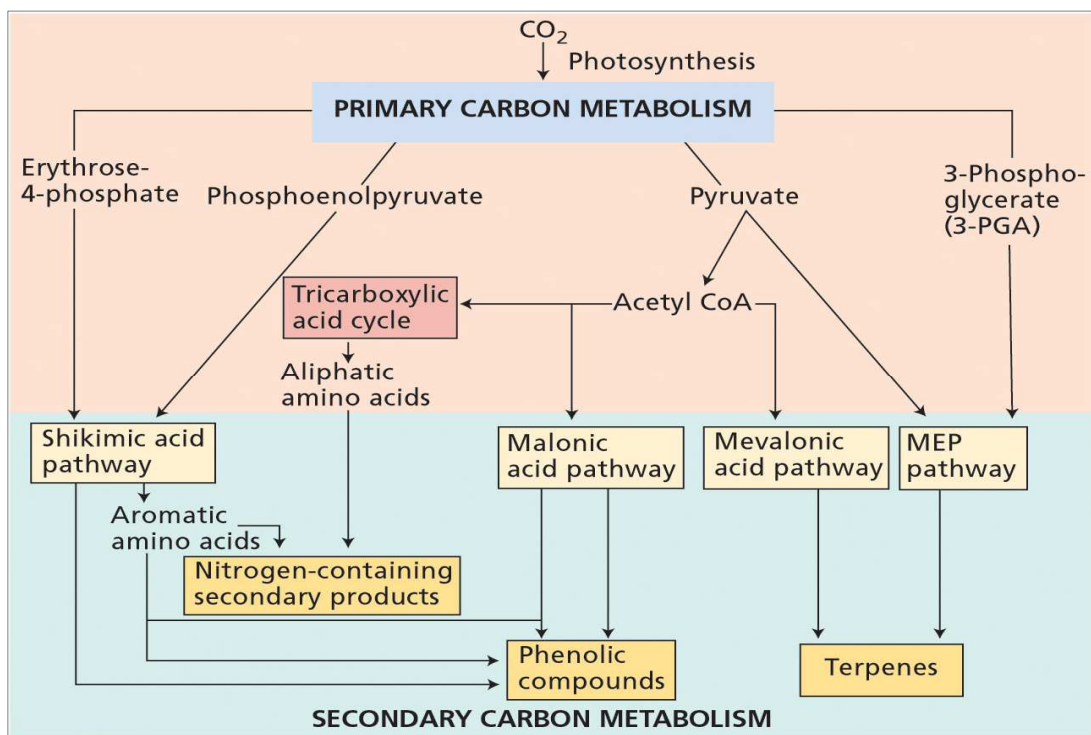 CO₂
Photosynthesis
PRIMARY CARBON METABOLISM
Erythrose-
4-phosphate
Phosphoenolpyruvate
Pyruvate
3-Phospho-
glycerate
(3-PGA)
Tricarboxylic
acid cycle
Acetyl CoA
Aliphatic
amino acids
Shikimic acid
pathway
Malonic
acid pathway
Mevalonic
acid pathway
MEP
pathway
Aromatic
amino acids
Nitrogen-containing
secondary products
Phenolic
compounds
Terpenes
SECONDARY CARBON METABOLISM